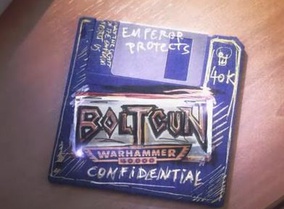 EMPEROR
PROTECTS
40K
BOLTGUN
WARHAMMER
40,000
CONFIDENTIAL